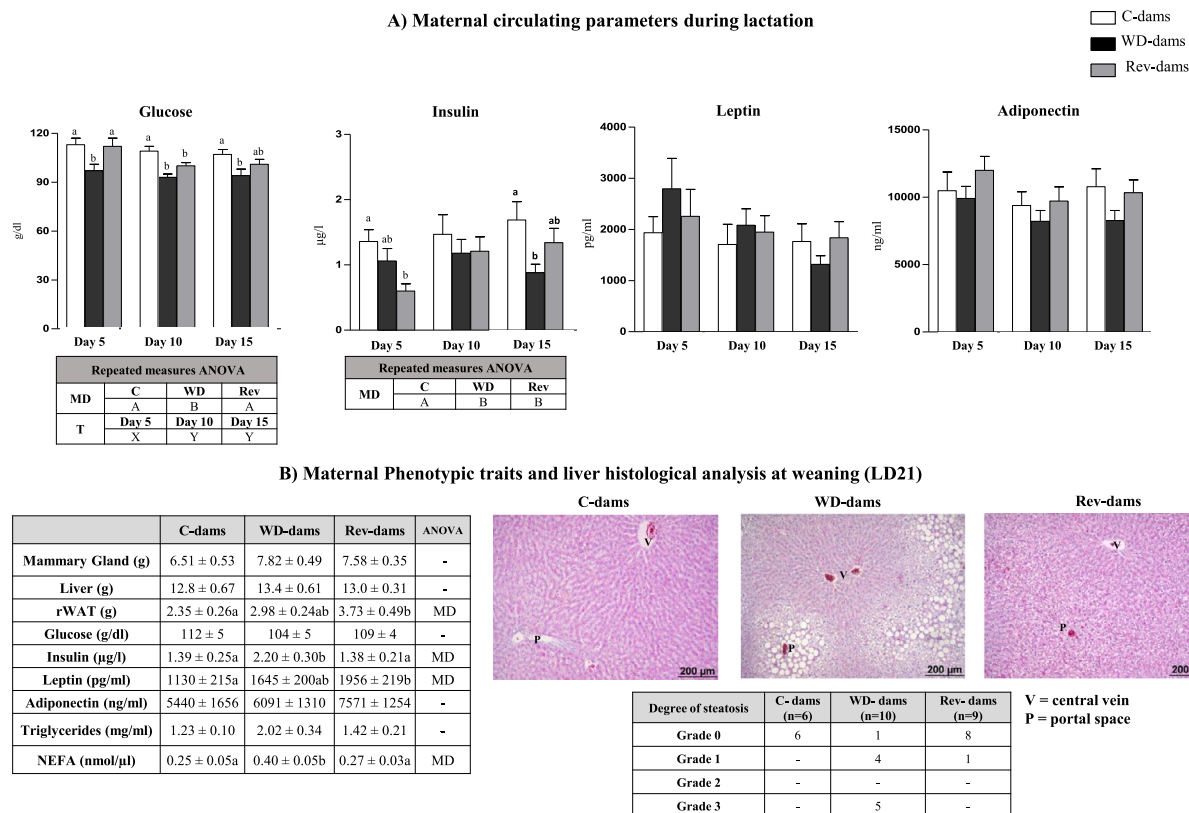 A) Maternal circulating parameters during lactation
C-dams
WD-dams
Rev-dams
Glucose
g/dl
120
90
60
30
0
a
b
a
a
b
b
a
b
ab
Day 5
Day 10
Day 15
Repeated measures ANOVA
MD
C
WD
Rev
A
B
A
T
Day 5
Day 10
Day 15
X
Y
Y
Insulin
µg/l
3
2
1
0
a
ab
b
a
b
ab
Day 5
Day 10
Day 15
Repeated measures ANOVA
MD
C
WD
Rev
A
B
B
Leptin
pg/ml
4000
3000
2000
1000
0
Day 5
Day 10
Day 15
Adiponectin
ng/ml
15000
10000
5000
0
Day 5
Day 10
Day 15
B) Maternal Phenotypic traits and liver histological analysis at weaning (LD21)
C-dams WD-dams Rev-dams ANOVA
Mammary Gland (g) 6.51 ± 0.53 7.82 ± 0.49 7.58 ± 0.35 -
Liver (g) 12.8 ± 0.67 13.4 ± 0.61 13.0 ± 0.31 -
rWAT (g) 2.35 ± 0.26a 2.98 ± 0.24ab 3.73 ± 0.49b MD
Glucose (g/dl) 112 ± 5 104 ± 5 109 ± 4 -
Insulin (µg/l) 1.39 ± 0.25a 2.20 ± 0.30b 1.38 ± 0.21a MD
Leptin (pg/ml) 1130 ± 215a 1645 ± 200ab 1956 ± 219b MD
Adiponectin (ng/ml) 5440 ± 1656 6091 ± 1310 7571 ± 1254 -
Triglycerides (mg/ml) 1.23 ± 0.10 2.02 ± 0.34 1.42 ± 0.21 -
NEFA (nmol/µl) 0.25 ± 0.05a 0.40 ± 0.05b 0.27 ± 0.03a MD
C-dams
V
P
200 µm
WD-dams
V
P
200 µm
Rev-dams
V
P
200 µm
Degree of steatosis C- dams (n=6) WD- dams (n=10) Rev- dams (n=9)
Grade 0 6 1 8
Grade 1 - 4 1
Grade 2 - - -
Grade 3 - 5 -
V = central vein
P = portal space